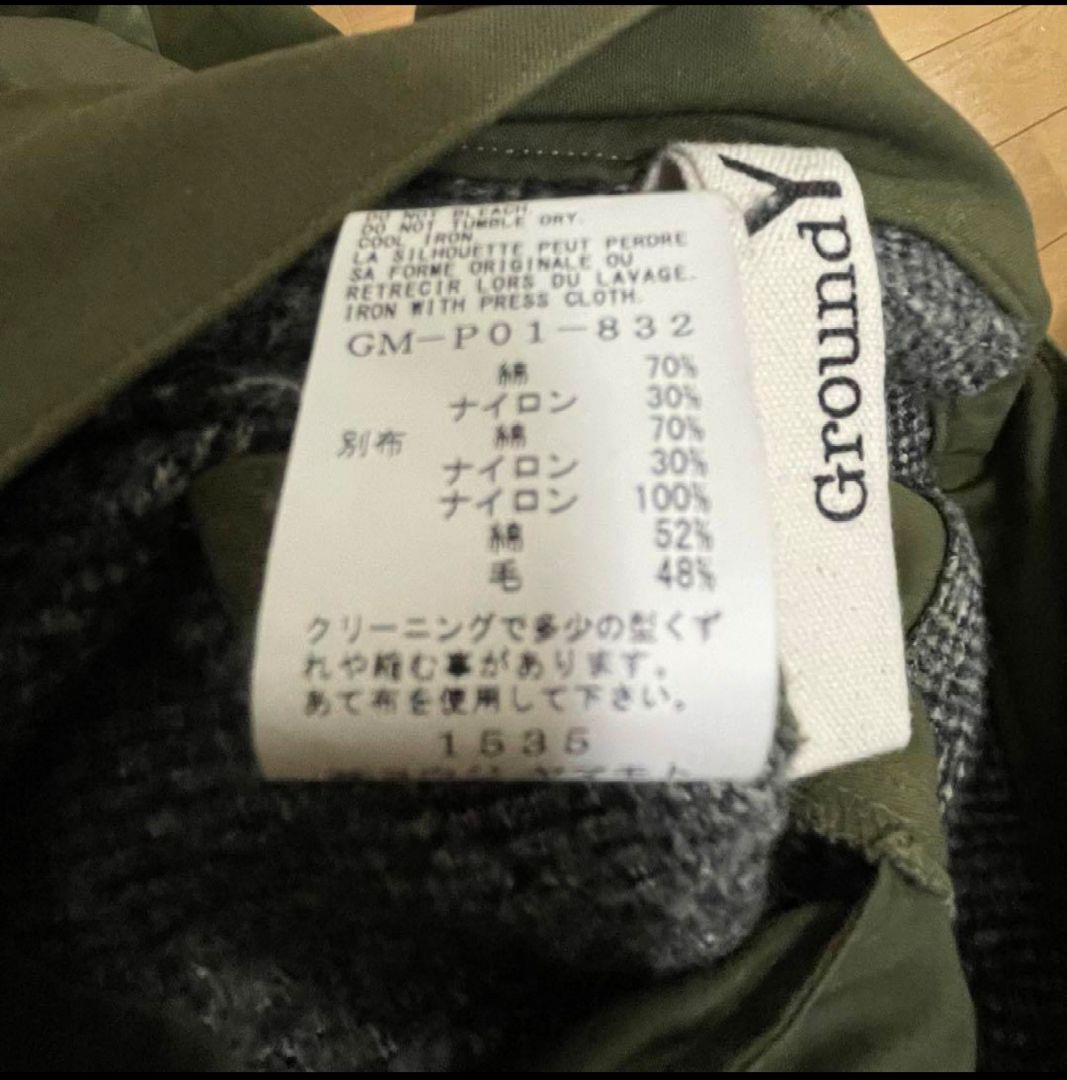 DO NOT BLEACH.
DO NOT TUMBLE DRY.
COOL IRON
LA SILHOUETTE PEUT PERDRE
SA FORME ORIGINALE OU
RETRECIR LORS DU LAVAGE.
IRON WITH PRESS CLOTH.
GM-P01-832
綿 70%
ナイロン 30%
別布 綿 70%
ナイロン 30%
ナイロン 100%
綿 52%
毛 48%
クリーニングで多少の型くず
れや縮む事があります。
あて布を使用して下さい。
1535
Ground Y